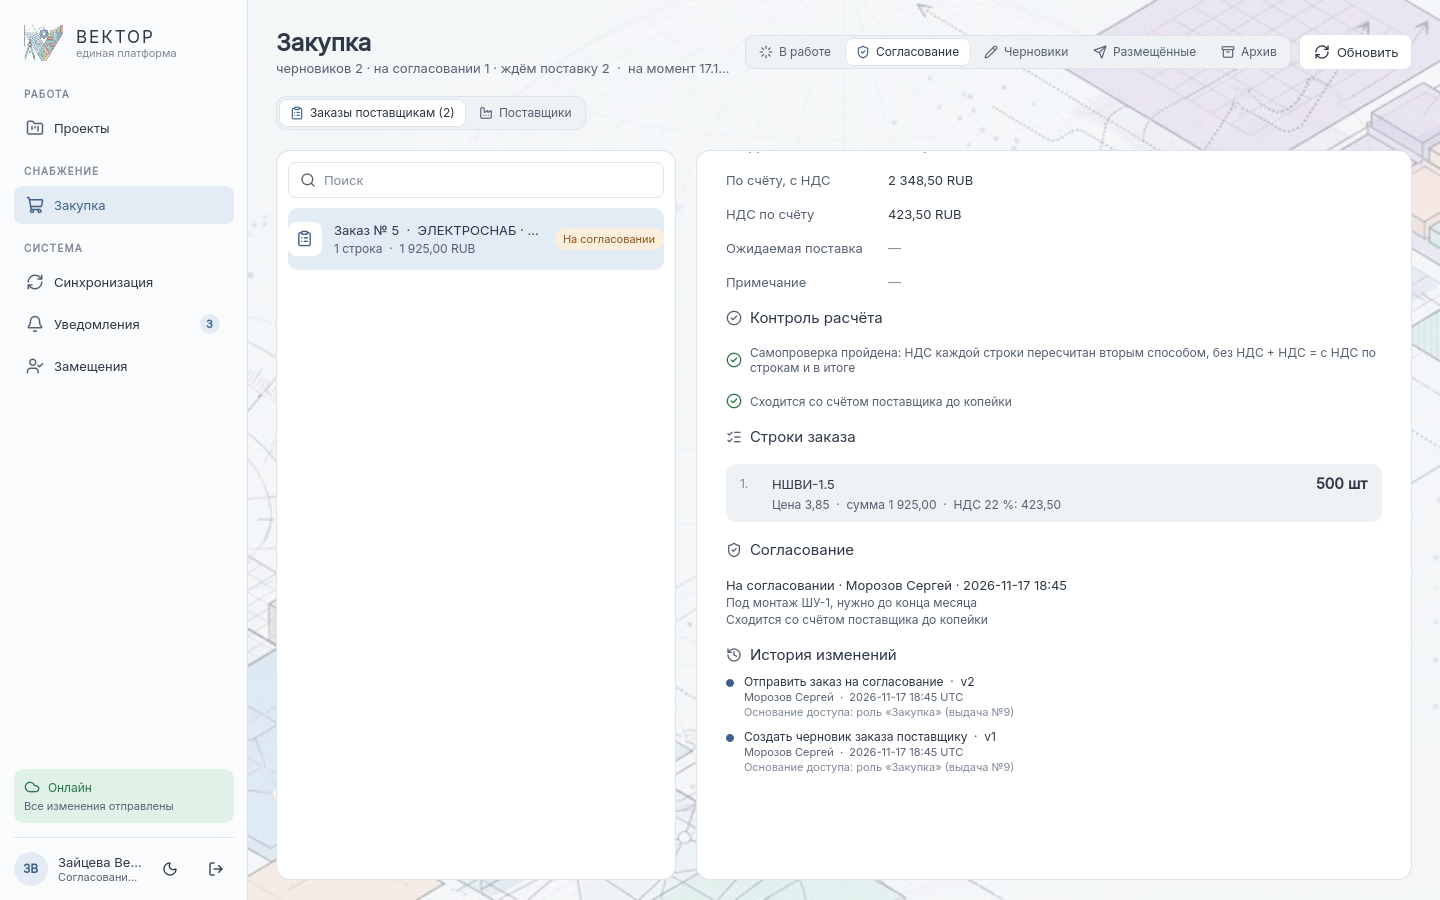 ВЕКТОР
единая платформа
РАБОТА
Проекты
СНАБЖЕНИЕ
Закупка
СИСТЕМА
Синхронизация
Уведомления
3
Замещения
Онлайн
Все изменения отправлены
ЗВ
Зайцева Ве...
Согласовани...
Закупка
черновиков 2 · на согласовании 1 · ждём поставку 2 · на момент 17.1...
В работе
Согласование
Черновики
Размещённые
Архив
Обновить
Заказы поставщикам (2)
Поставщики
Поиск
Заказ № 5 · ЭЛЕКТРОСНАБ · ...
1 строка · 1 925,00 RUB
На согласовании
По счёту, с НДС 2 348,50 RUB
НДС по счёту 423,50 RUB
Ожидаемая поставка —
Примечание —
Контроль расчёта
Самопроверка пройдена: НДС каждой строки пересчитан вторым способом, без НДС + НДС = с НДС по
строкам и в итоге
Сходится со счётом поставщика до копейки
Строки заказа
1. НШВИ-1.5 500 шт
Цена 3,85 · сумма 1 925,00 · НДС 22 %: 423,50
Согласование
На согласовании · Морозов Сергей · 2026-11-17 18:45
Под монтаж ШУ-1, нужно до конца месяца
Сходится со счётом поставщика до копейки
История изменений
Отправить заказ на согласование · v2
Морозов Сергей · 2026-11-17 18:45 UTC
Основание доступа: роль «Закупка» (выдача №9)
Создать черновик заказа поставщику · v1
Морозов Сергей · 2026-11-17 18:45 UTC
Основание доступа: роль «Закупка» (выдача №9)